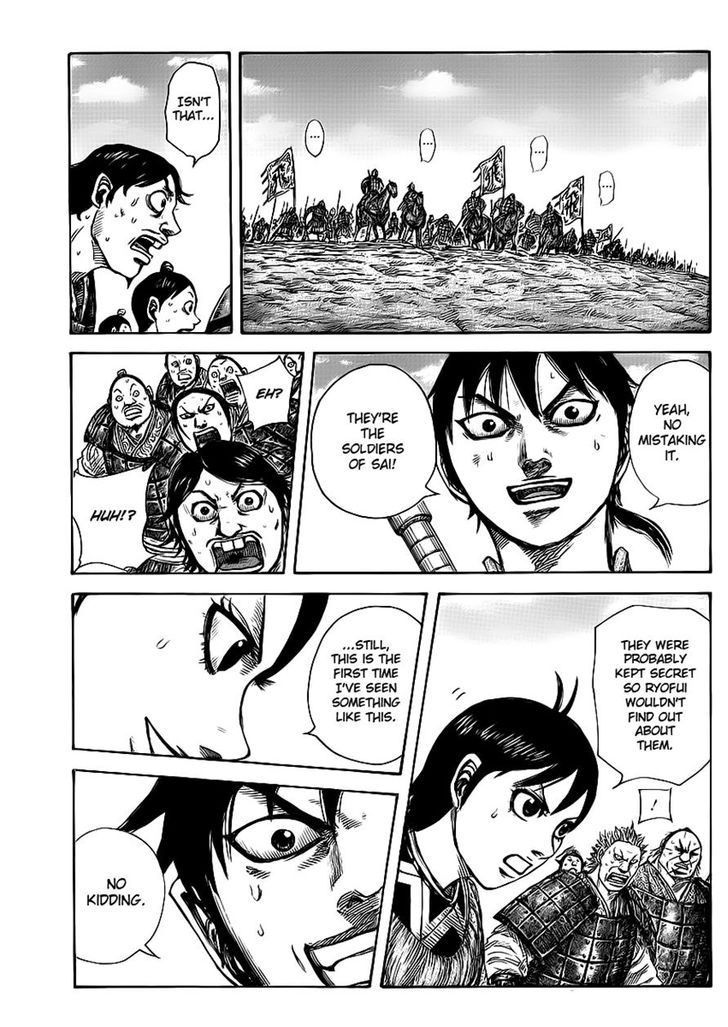 ...
...
...
...
ISN'T
THAT...
YEAH,
NO
MISTAKING
IT.
THEY'RE
THE
SOLDIERS
OF SAI!
EH?
HUH!?
THEY WERE
PROBABLY
KEPT SECRET
SO RYOFUI
WOULDN'T
FIND OUT
ABOUT
THEM.
!
...STILL,
THIS IS THE
FIRST TIME
I'VE SEEN
SOMETHING
LIKE THIS.
NO
KIDDING.